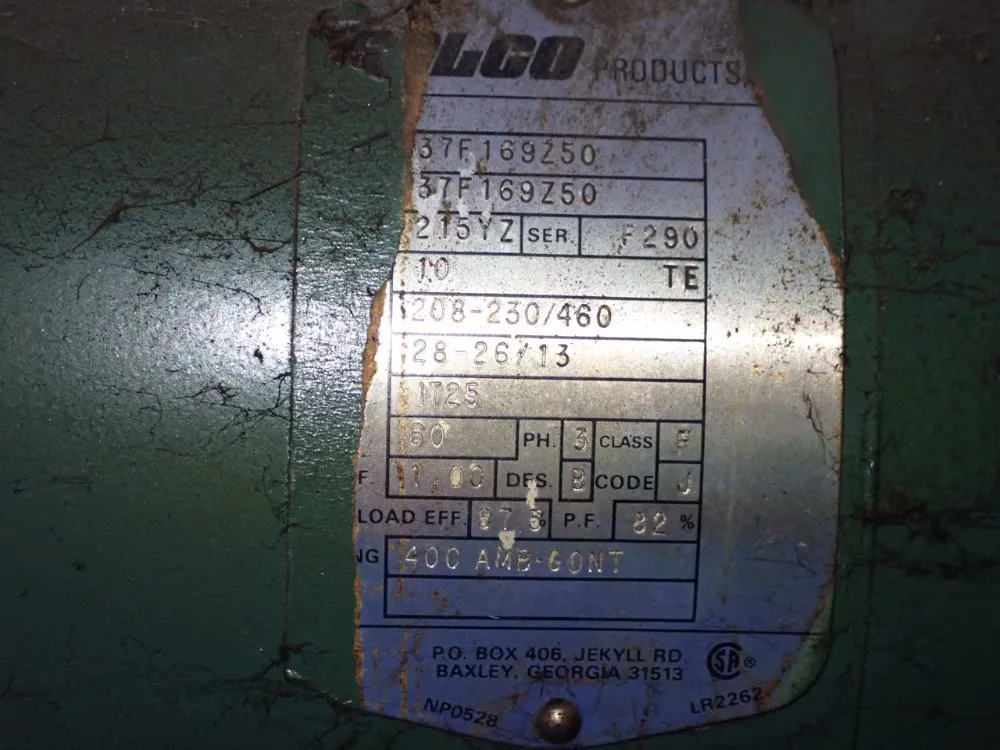 LCO PRODUCTS
37F169Z50
37F169Z50
215YZ SER. F290
10 TE
208-230/460
28-26/13
1725
60 PH. 3 CLASS F
F. 1.00 DES. B CODE J
LOAD EFF. 87.5 % P.F. 82 %
NG 40C AMB-CONT
P.O. BOX 406, JEKYLL RD.
BAXLEY, GEORGIA 31513
SA ®
NP0528
LR2262